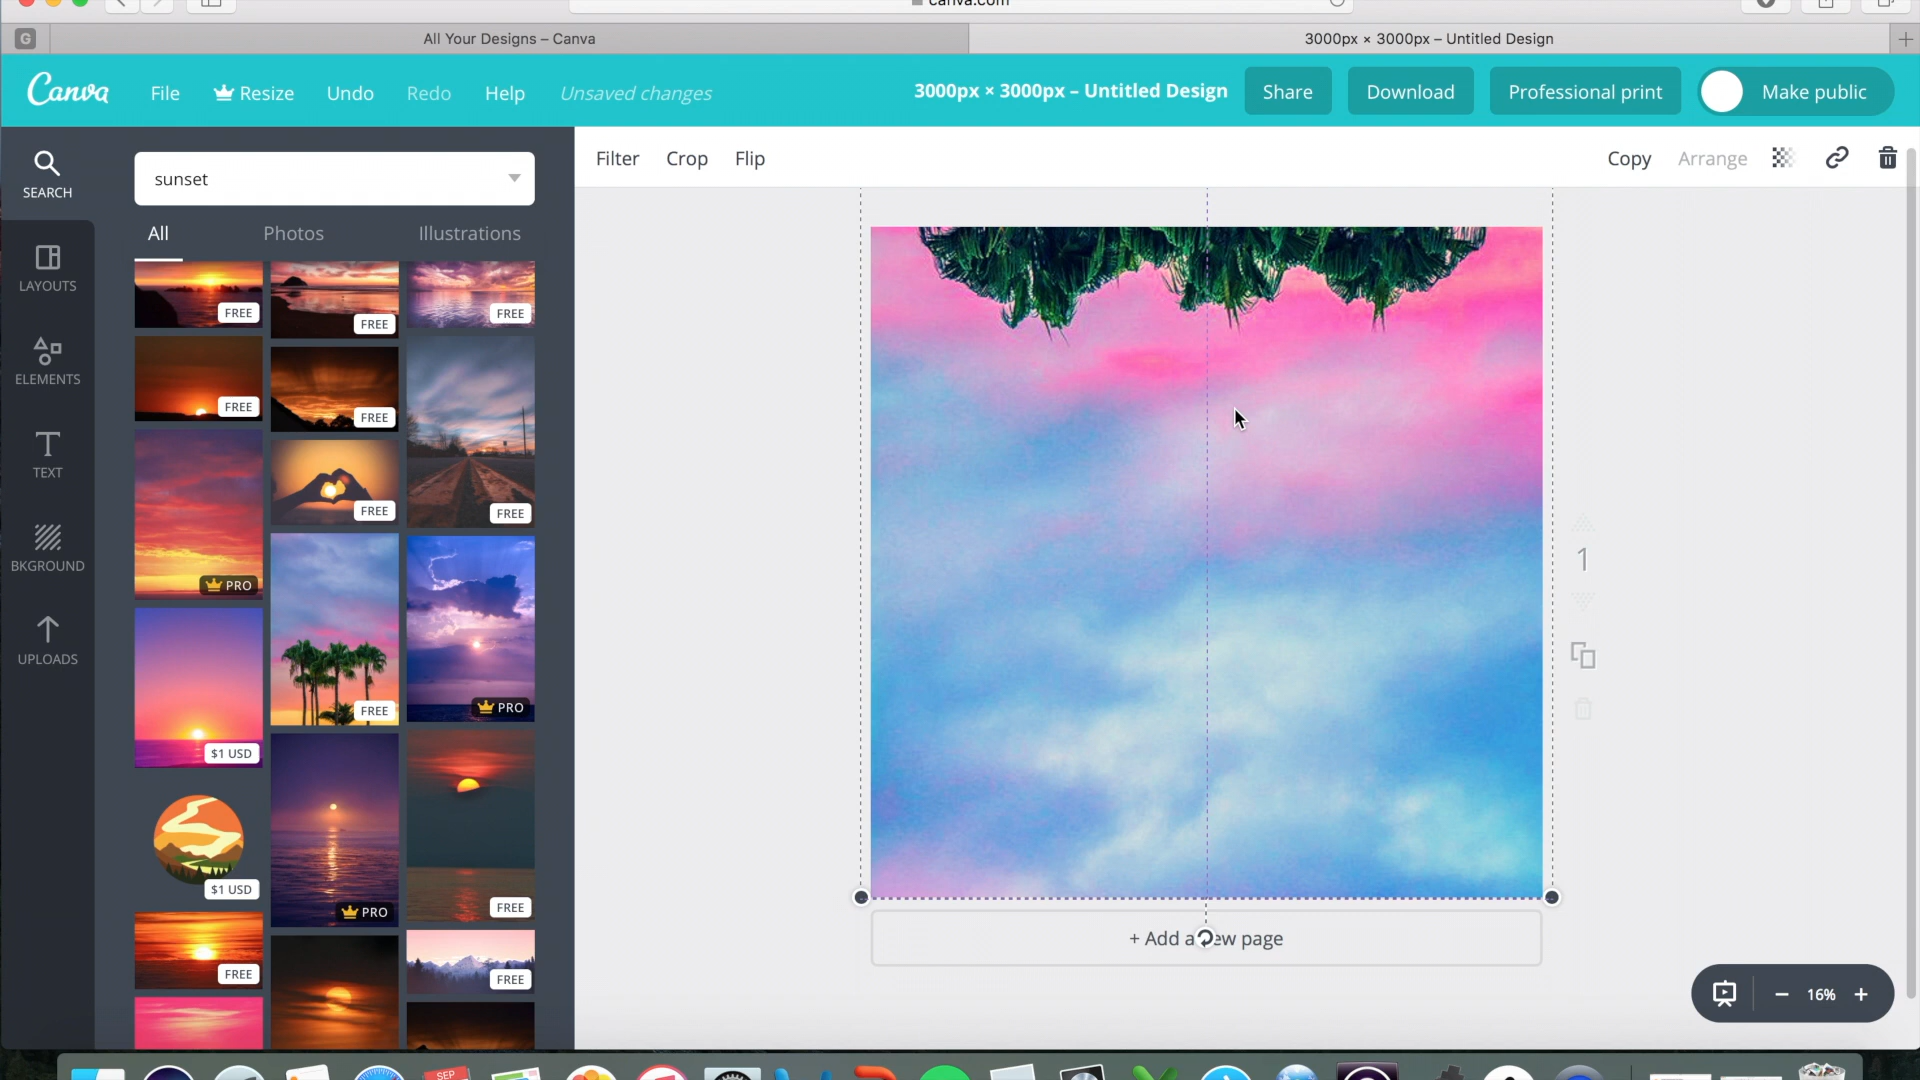 canva.com
G
All Your Designs – Canva
3000px × 3000px – Untitled Design
Canva
File
Resize
Undo
Redo
Help
Unsaved changes
3000px × 3000px – Untitled Design
Share
Download
Professional print
Make public
SEARCH
LAYOUTS
ELEMENTS
TEXT
BKGROUND
UPLOADS
sunset
All
Photos
Illustrations
FREE
FREE
FREE
FREE
FREE
FREE
FREE
PRO
FREE
PRO
$1 USD
$1 USD
PRO
FREE
FREE
FREE
Filter
Crop
Flip
Copy
Arrange
1
+ Add a ew page
16%
SEP